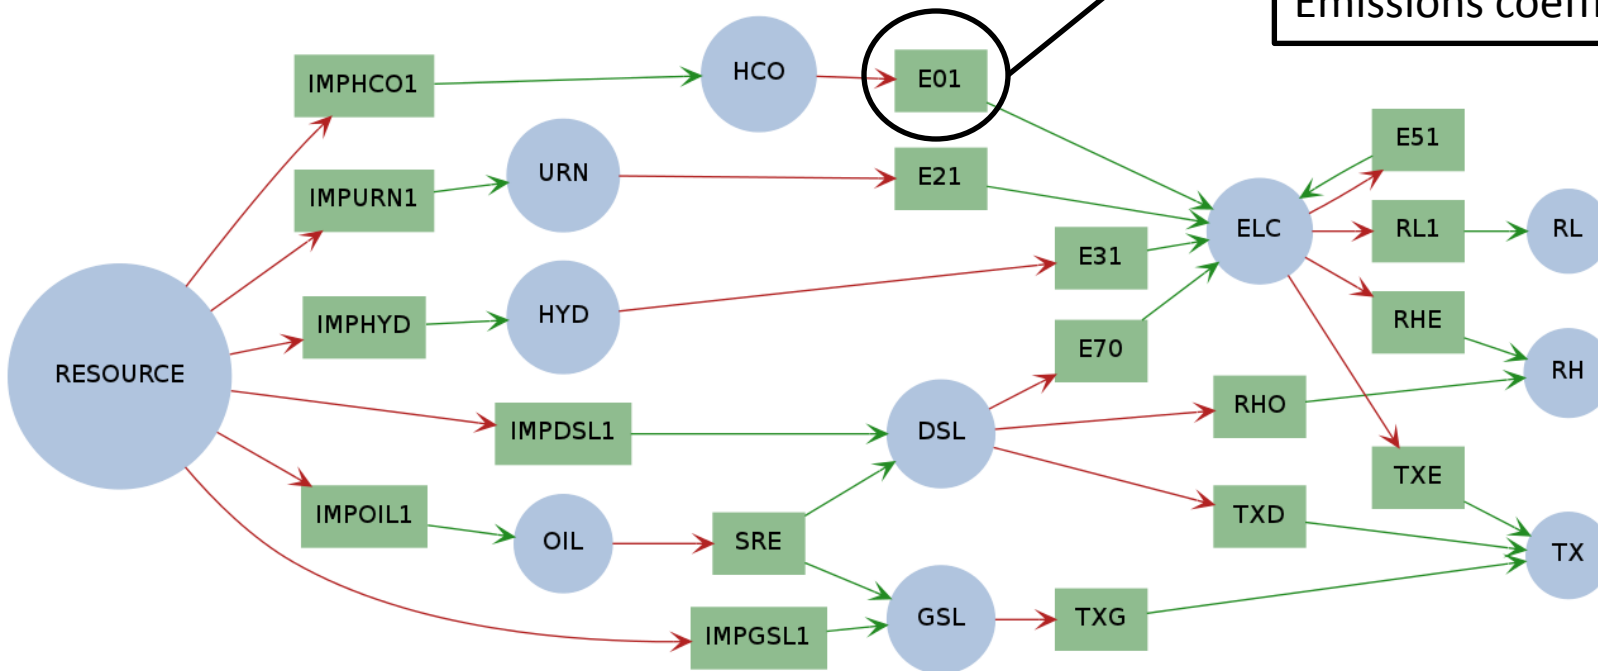 Emissions
HCO
E01
IMPHCO1
E51
URN
E21
IMPURN1
ELC
RL1
RL
E31
HYD
IMPHYD
RHE
E70
RESOURCE
RH
RHO
IMPDSL1
DSL
TXE
IMPOIL1
TXD
OIL
SRE
TX
GSL
TXG
IMPGSL1